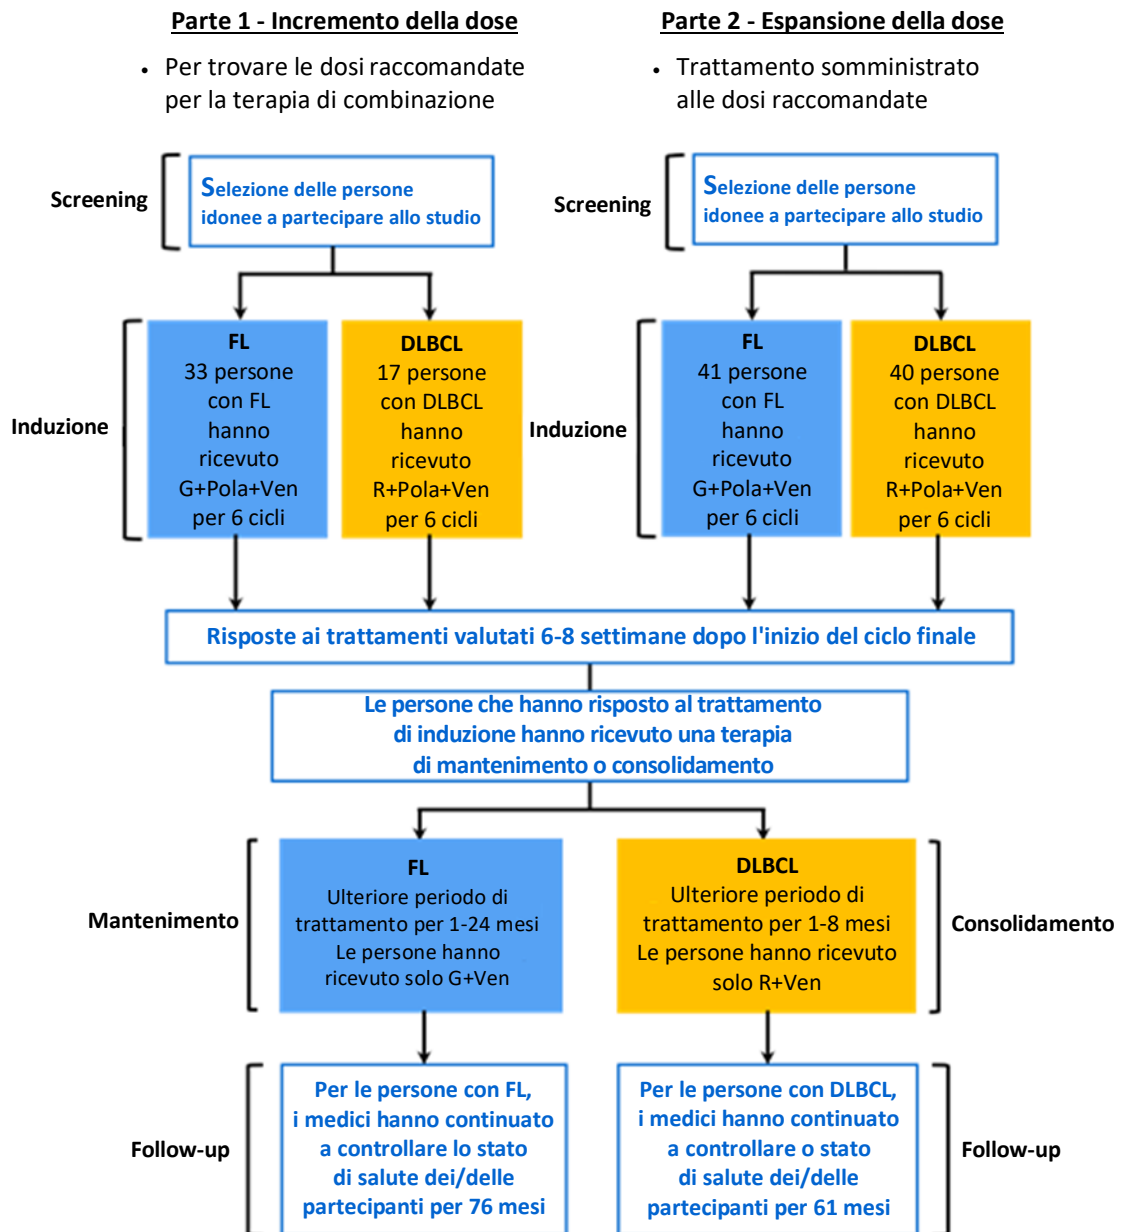 Parte 1 - Incremento della dose
• Per trovare le dosi raccomandate
per la terapia di combinazione
Parte 2 - Espansione della dose
• Trattamento somministrato
alle dosi raccomandate
Screening
Selezione delle persone
idonee a partecipare allo studio
Screening
Selezione delle persone
idonee a partecipare allo studio
Induzione
FL
33 persone
con FL
hanno
ricevuto
G+Pola+Ven
per 6 cicli
DLBCL
17 persone
con DLBCL
hanno
ricevuto
R+Pola+Ven
per 6 cicli
Induzione
FL
41 persone
con FL
hanno
ricevuto
G+Pola+Ven
per 6 cicli
DLBCL
40 persone
con DLBCL
hanno
ricevuto
R+Pola+Ven
per 6 cicli
Risposte ai trattamenti valutati 6-8 settimane dopo l'inizio del ciclo finale
Le persone che hanno risposto al trattamento
di induzione hanno ricevuto una terapia
di mantenimento o consolidamento
Mantenimento
FL
Ulteriore periodo di
trattamento per 1-24 mesi
Le persone hanno
ricevuto solo G+Ven
DLBCL
Ulteriore periodo di
trattamento per 1-8 mesi
Le persone hanno ricevuto
solo R+Ven
Consolidamento
Follow-up
Per le persone con FL,
i medici hanno continuato
a controllare lo stato
di salute dei/delle
partecipanti per 76 mesi
Per le persone con DLBCL,
i medici hanno continuato
a controllare o stato
di salute dei/delle
partecipanti per 61 mesi
Follow-up